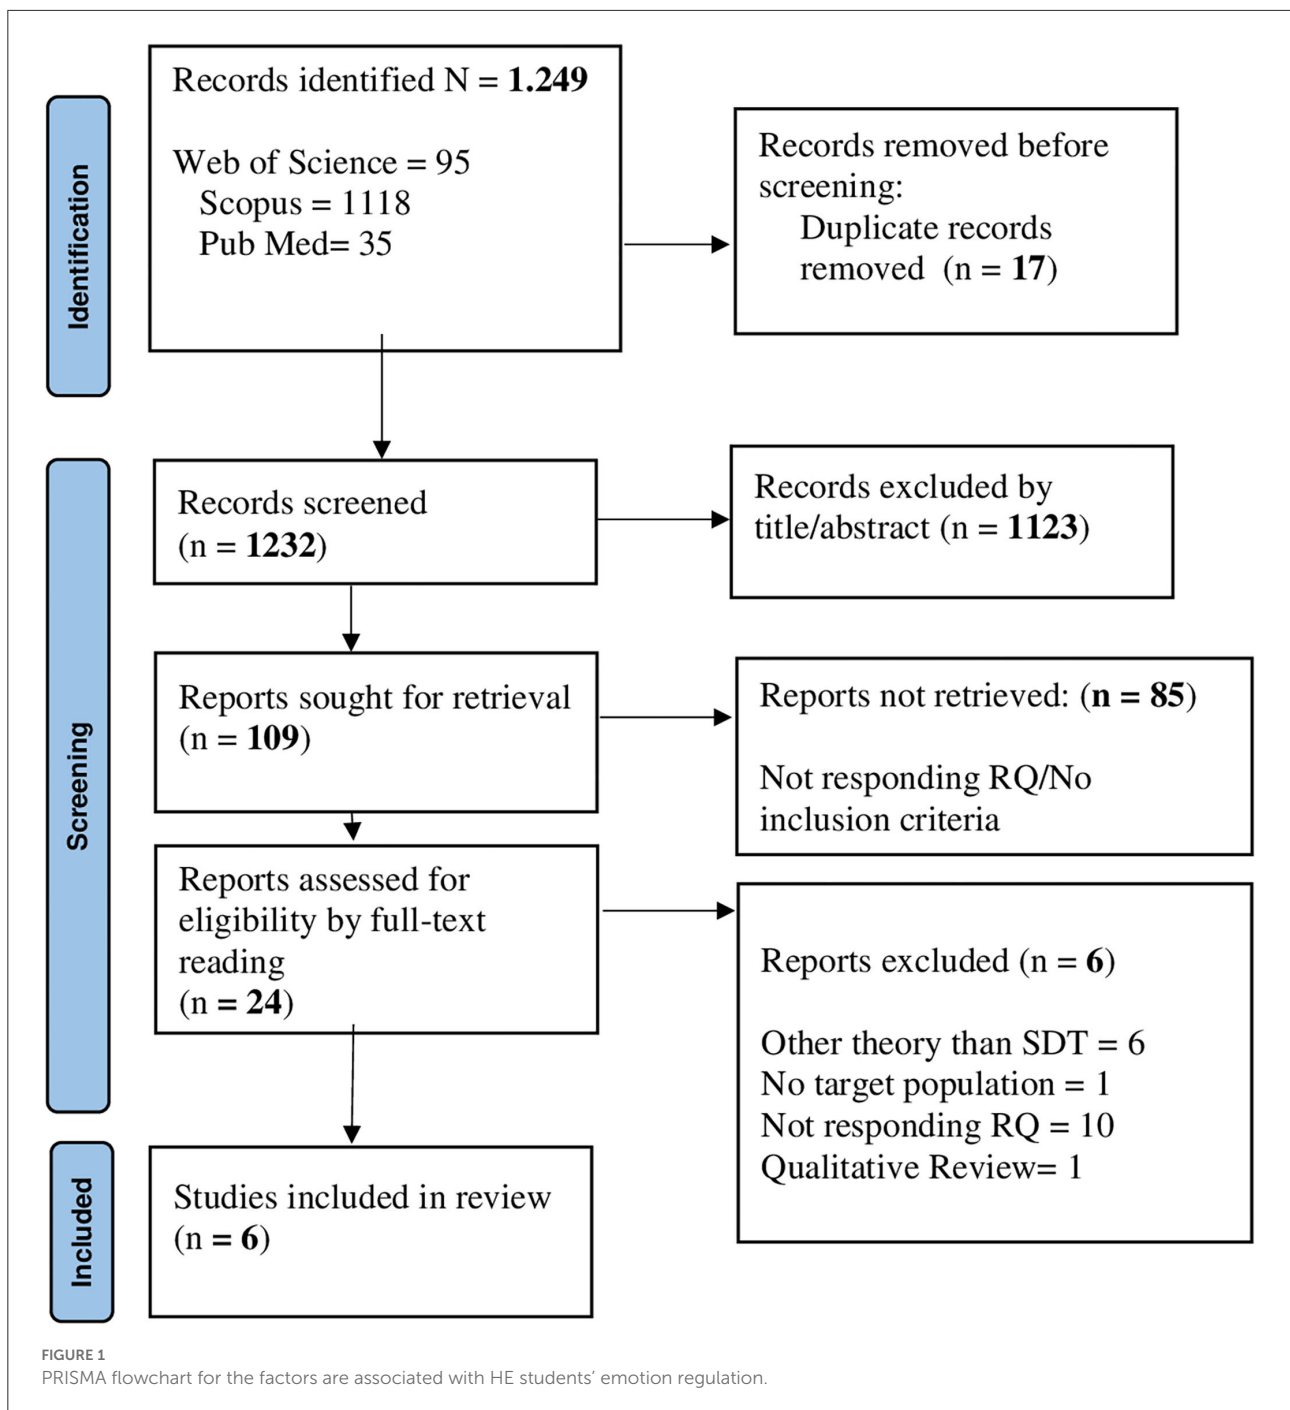 Identification
Records identified N = 1.249
Web of Science = 95
Scopus = 1118
Pub Med= 35
Records removed before
screening:
Duplicate records
removed (n = 17)
Screening
Records screened
(n = 1232)
Records excluded by
title/abstract (n = 1123)
Reports sought for retrieval
(n = 109)
Reports not retrieved: (n = 85)
Not responding RQ/No
inclusion criteria
Reports assessed for
eligibility by full-text
reading
(n = 24)
Reports excluded (n = 6)
Other theory than SDT = 6
No target population = 1
Not responding RQ = 10
Qualitative Review= 1
Included
Studies included in review
(n = 6)
FIGURE 1
PRISMA flowchart for the factors are associated with HE students' emotion regulation.